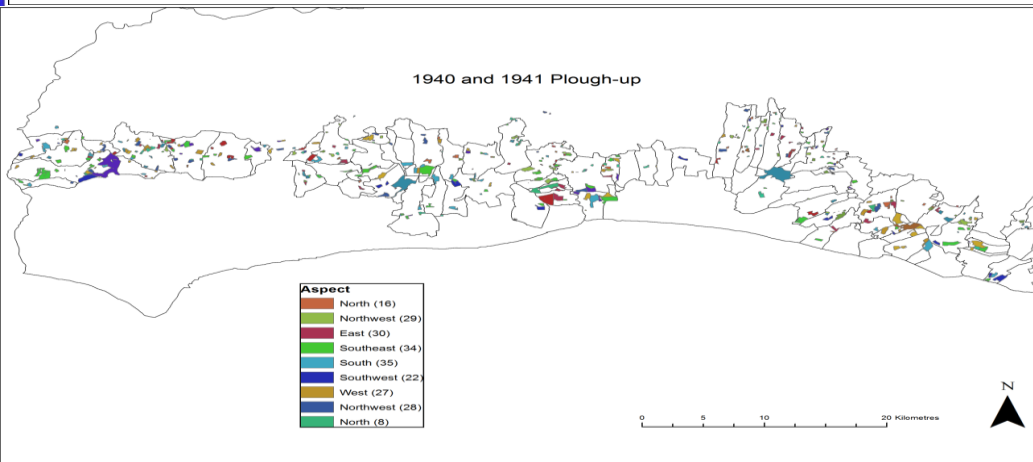 1940 and 1941 Plough-up
Aspect
North (16)
Northwest (29)
East (30)
Southeast (34)
South (35)
Southwest (22)
West (27)
Northwest (28)
North (8)
0 5 10 20 Kilometres
N